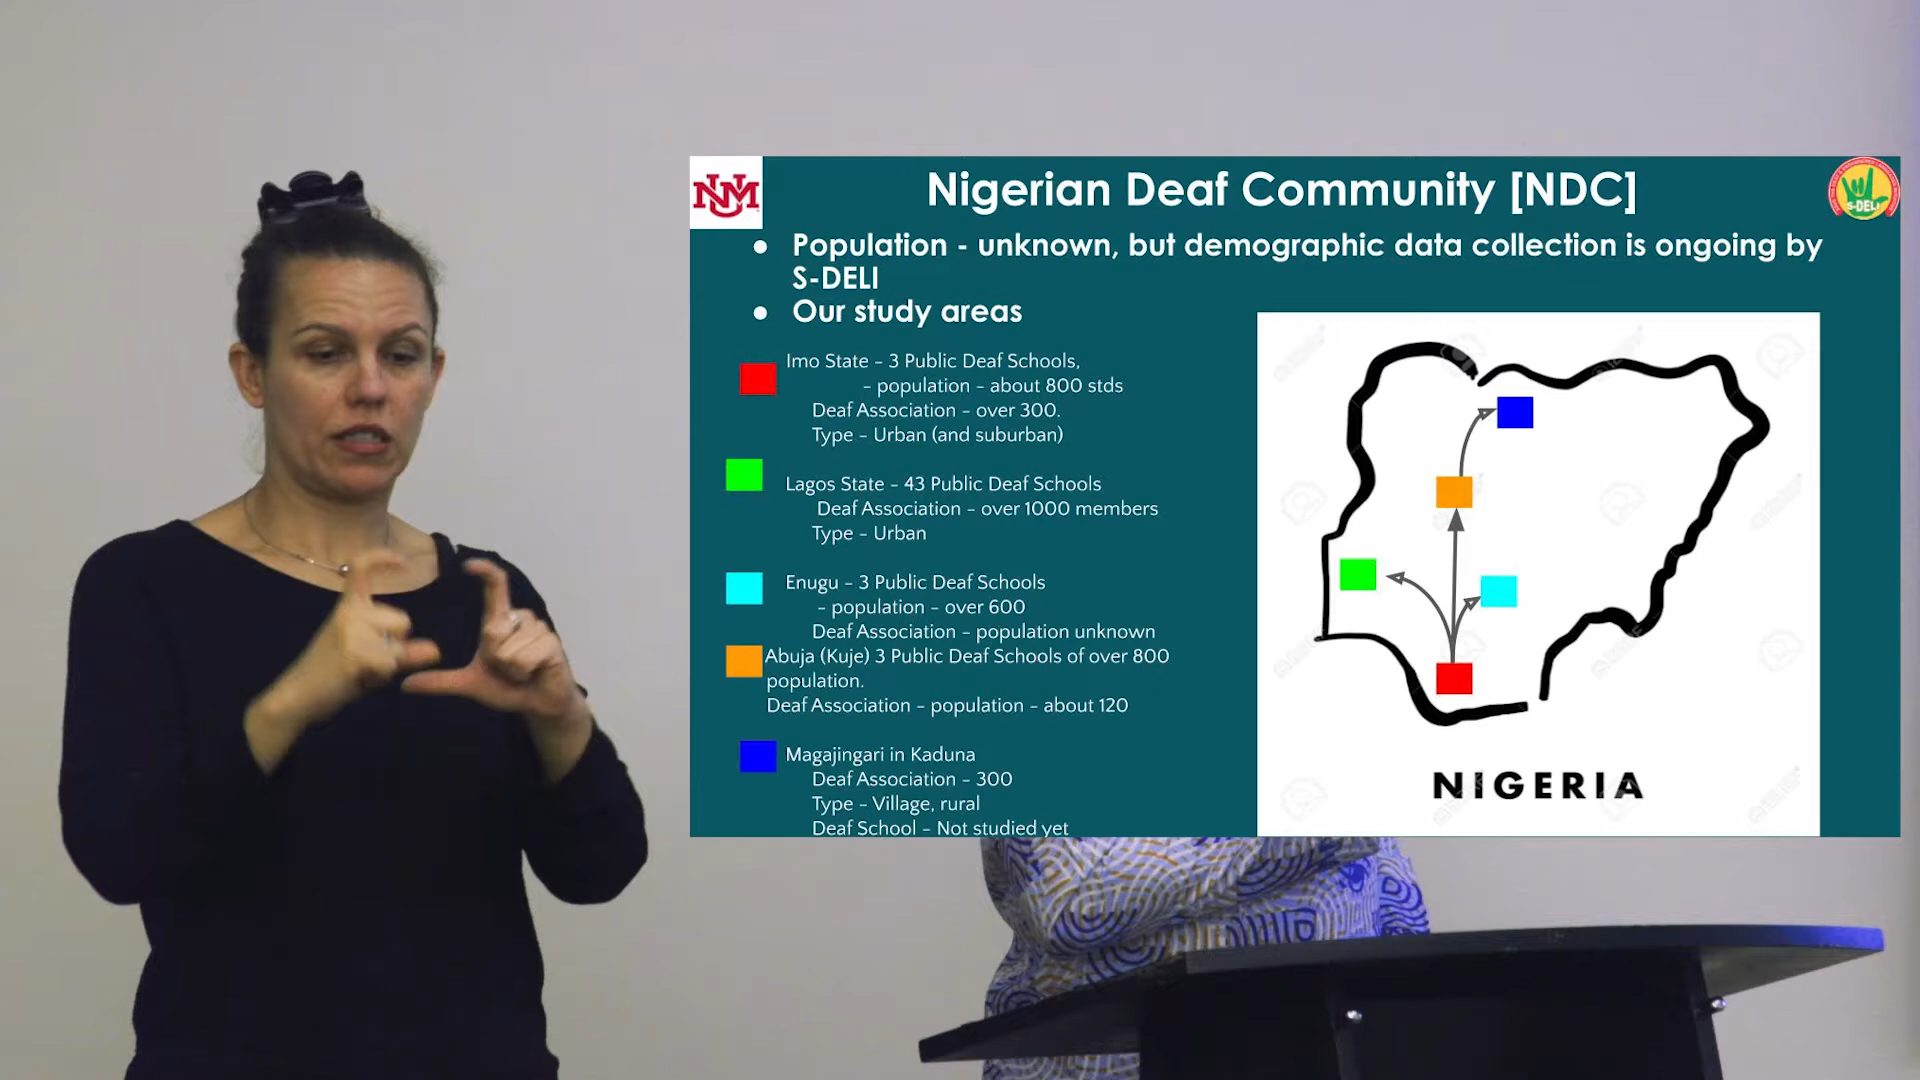 NM
Nigerian Deaf Community [NDC]
S-DELI
● Population - unknown, but demographic data collection is ongoing by
S-DELI
● Our study areas
Imo State - 3 Public Deaf Schools,
- population - about 800 stds
Deaf Association - over 300.
Type - Urban (and suburban)
Lagos State - 43 Public Deaf Schools
Deaf Association - over 1000 members
Type - Urban
Enugu - 3 Public Deaf Schools
- population - over 600
Deaf Association - population unknown
Abuja (Kuje) 3 Public Deaf Schools of over 800
population.
Deaf Association - population - about 120
Magajingari in Kaduna
Deaf Association - 300
Type - Village, rural
Deaf School - Not studied yet
NIGERIA